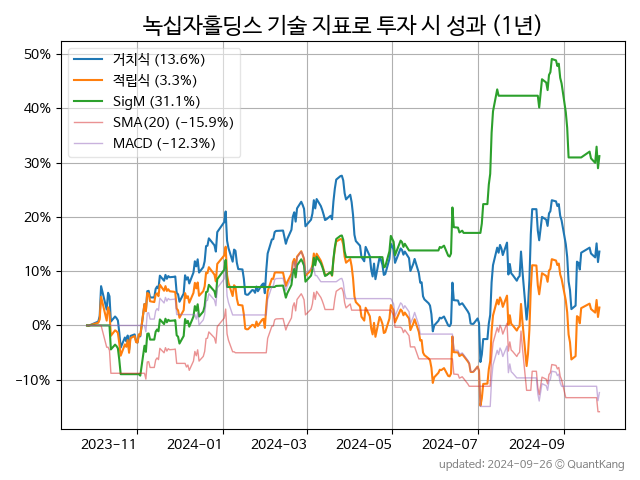 녹십자홀딩스 기술 지표로 투자 시 성과 (1년)
50%
40%
30%
20%
10%
0%
−10%
거치식 (13.6%)
적립식 (3.3%)
SigM (31.1%)
SMA(20) (−15.9%)
MACD (−12.3%)
2023-11
2024-01
2024-03
2024-05
2024-07
2024-09
updated: 2024-09-26 © QuantKang